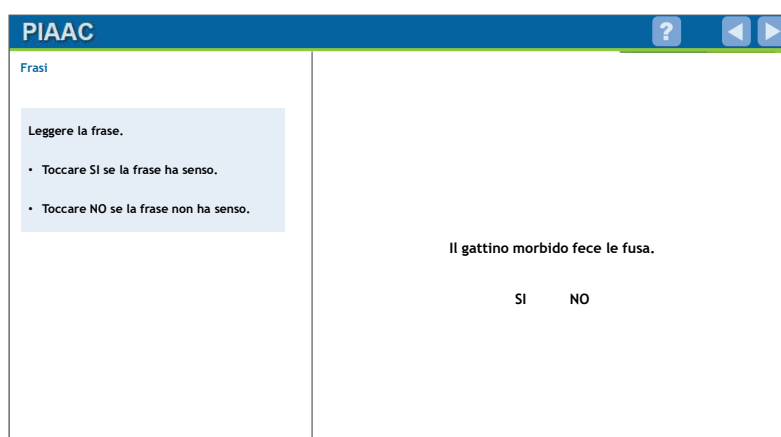 PIAAC
?
Frasi
Leggere la frase.
• Toccare SI se la frase ha senso.
• Toccare NO se la frase non ha senso.
Il gattino morbido fece le fusa.
SI NO